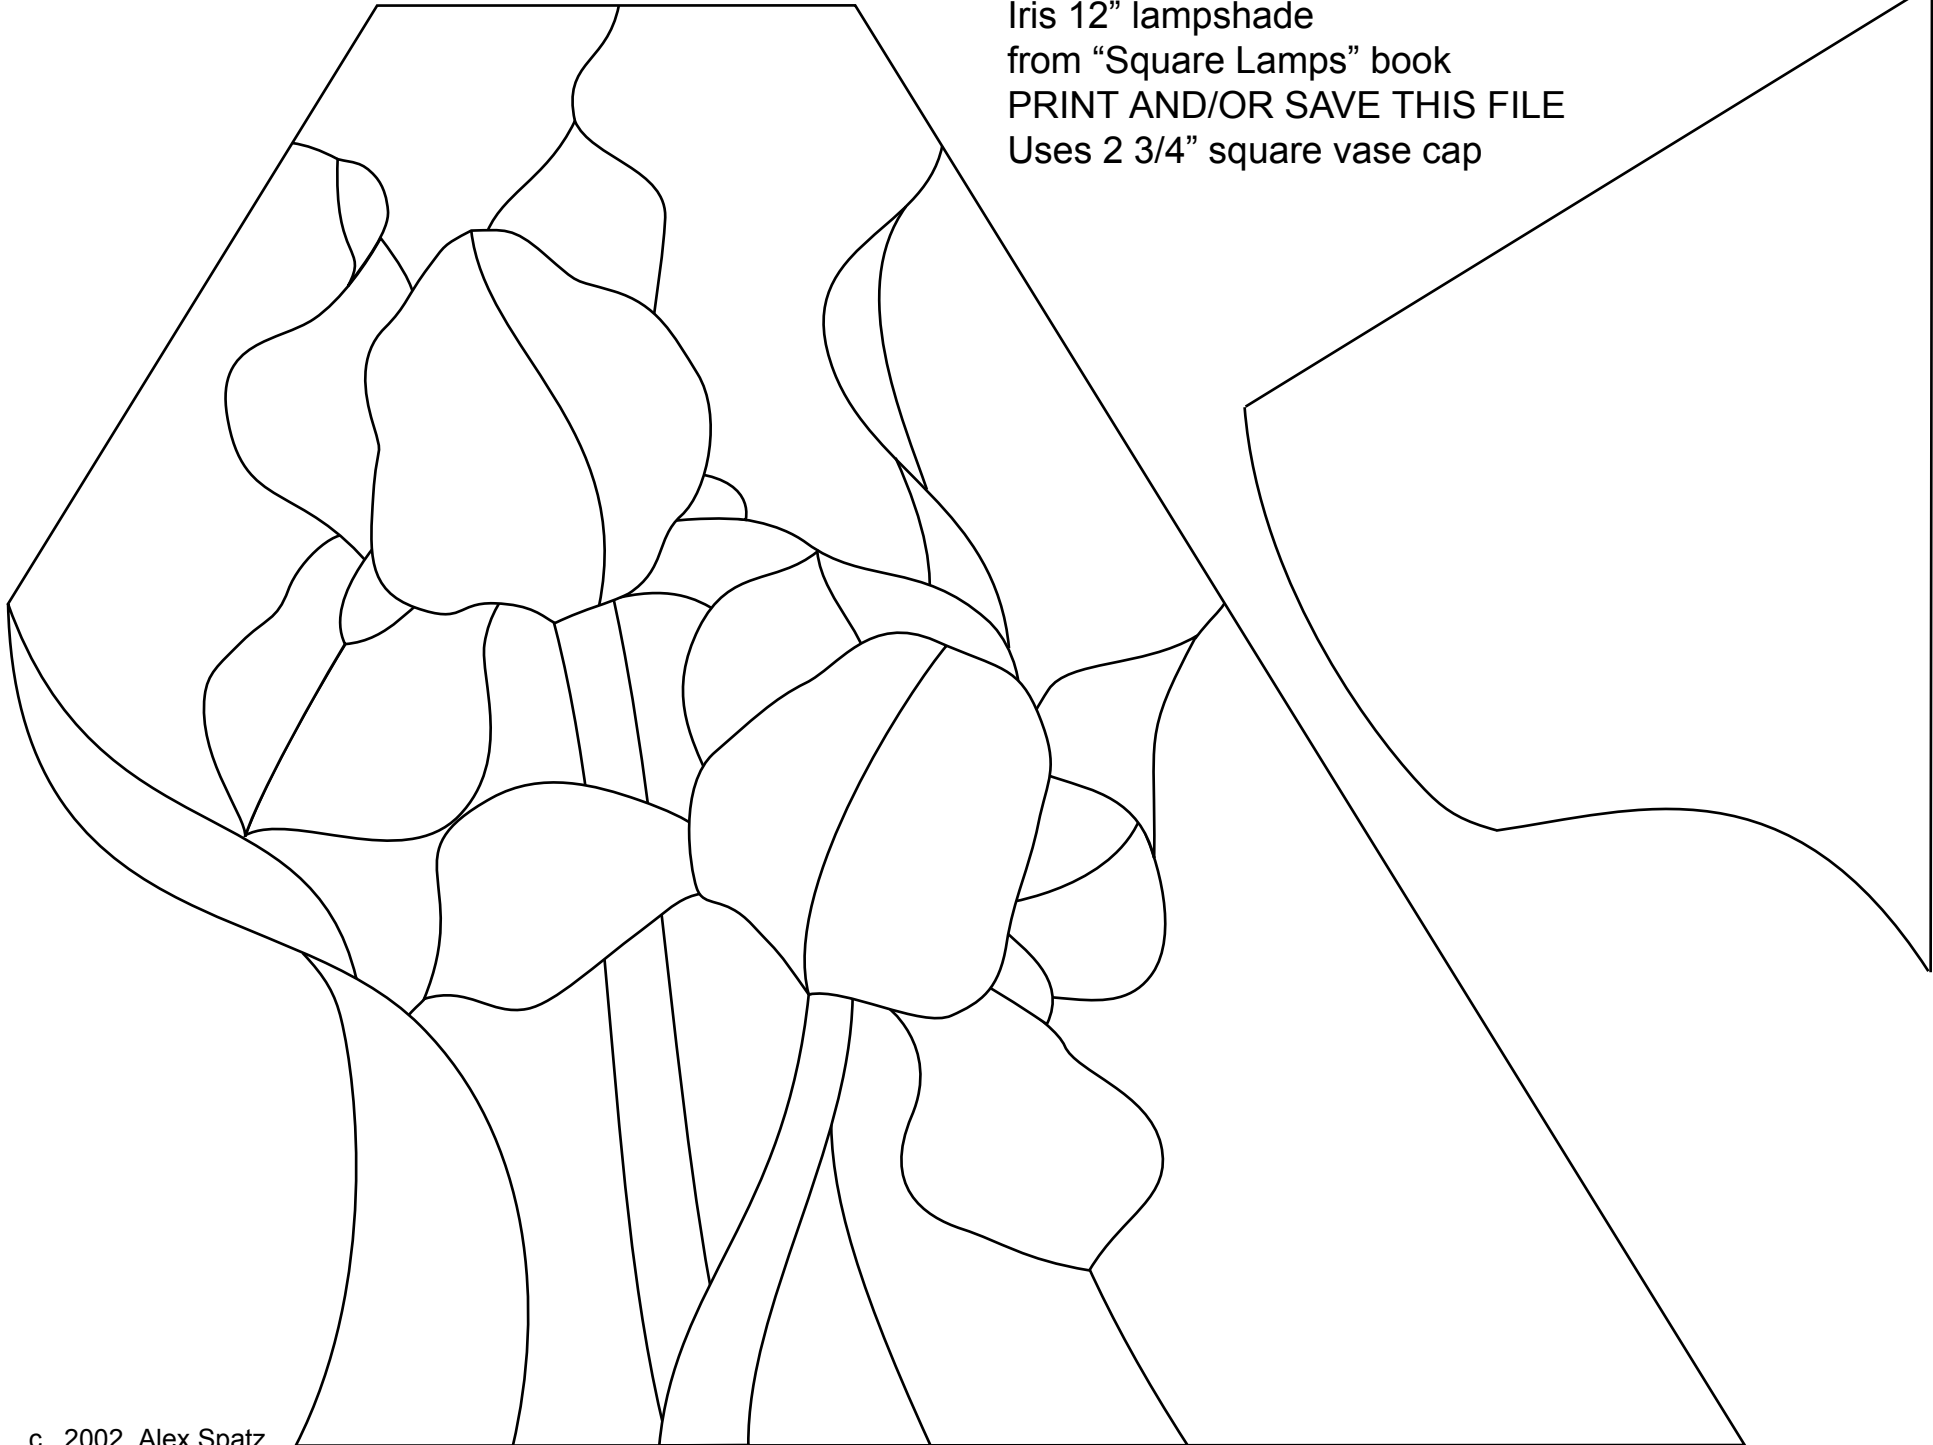 Iris 12” lampshade
from “Square Lamps” book
PRINT AND/OR SAVE THIS FILE
Uses 2 3/4” square vase cap
c 2002 Alex Spatz